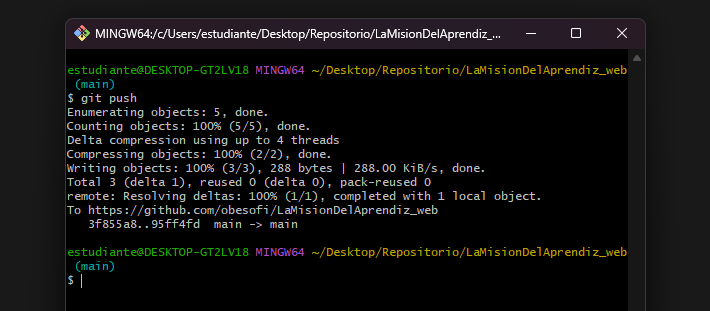 MINGW64:/c/Users/estudiante/Desktop/Repositorio/LaMisionDelAprendiz_...
estudiante@DESKTOP-GT2LV18 MINGW64 ~/Desktop/Repositorio/LaMisionDelAprendiz_web
(main)
$ git push
Enumerating objects: 5, done.
Counting objects: 100% (5/5), done.
Delta compression using up to 4 threads
Compressing objects: 100% (2/2), done.
Writing objects: 100% (3/3), 288 bytes | 288.00 KiB/s, done.
Total 3 (delta 1), reused 0 (delta 0), pack-reused 0
remote: Resolving deltas: 100% (1/1), completed with 1 local object.
To https://github.com/obesofi/LaMisionDelAprendiz_web
3f855a8..95ff4fd  main -> main
estudiante@DESKTOP-GT2LV18 MINGW64 ~/Desktop/Repositorio/LaMisionDelAprendiz_web
(main)
$